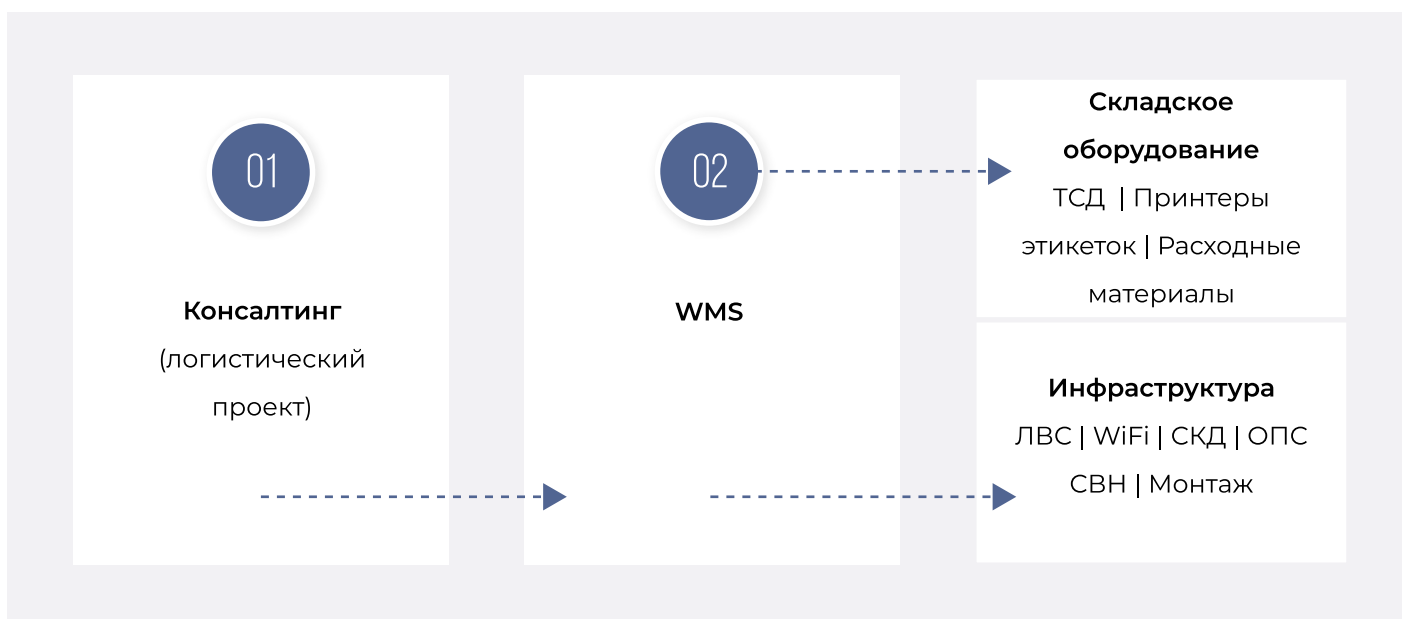 01
Консалтинг
(логистический
проект)
02
WMS
Складское
оборудование
ТСД | Принтеры
этикеток | Расходные
материалы
Инфраструктура
ЛВС | WiFi | СКД | ОПС
СВН | Монтаж